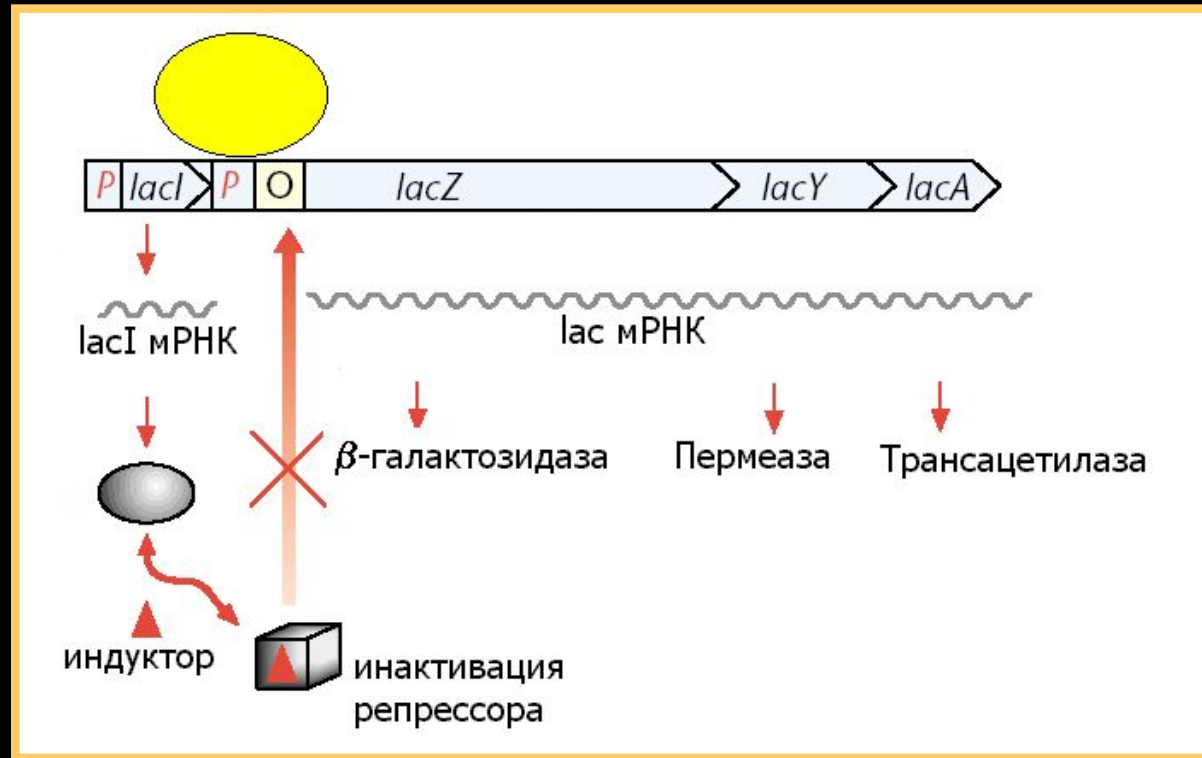 P lacI P O lacZ lacY lacA
lacI мРНК
lac мРНК
β-галактозидаза Пермеаза Трансацетилаза
индуктор
инактивация
репрессора